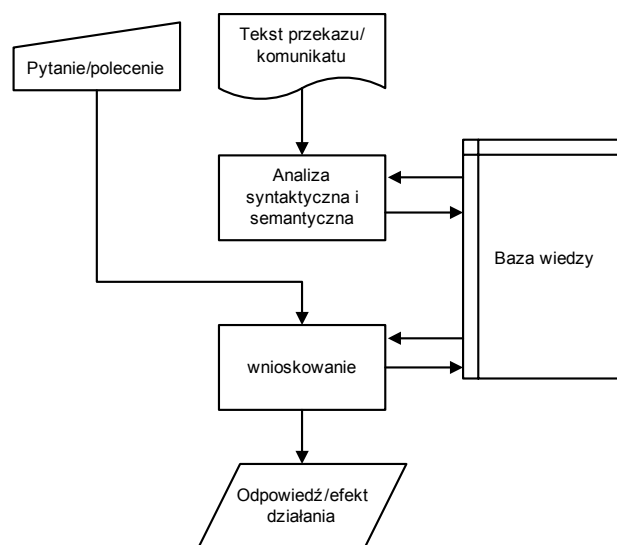 Tekst przekazu/
komunikatu
Pytanie/polecenie
Analiza
syntaktyczna i
semantyczna
Baza wiedzy
wnioskowanie
Odpowiedź/efekt
działania